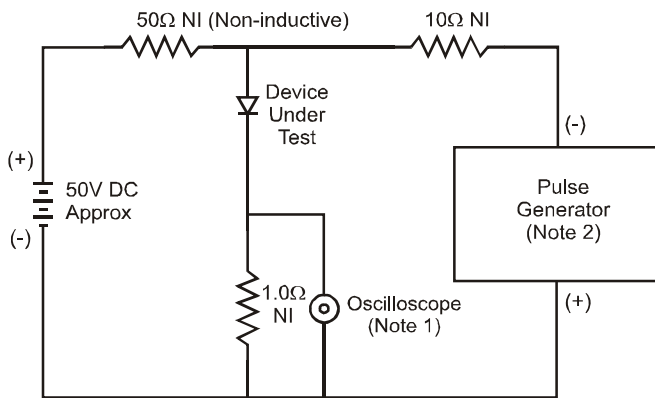 50Ω NI (Non-inductive)
10Ω NI
Device
Under
Test
(-)
(+)
50V DC
Approx
(-)
Pulse
Generator
(Note 2)
1.0Ω
NI
Oscilloscope
(Note 1)
(+)